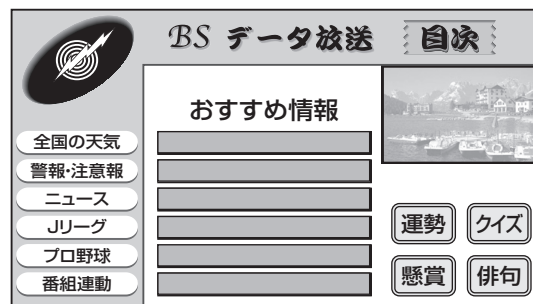 BS データ放送 目次
おすすめ情報
全国の天気
警報・注意報
ニュース
Jリーグ
プロ野球
番組連動
運勢 クイズ
懸賞 俳句